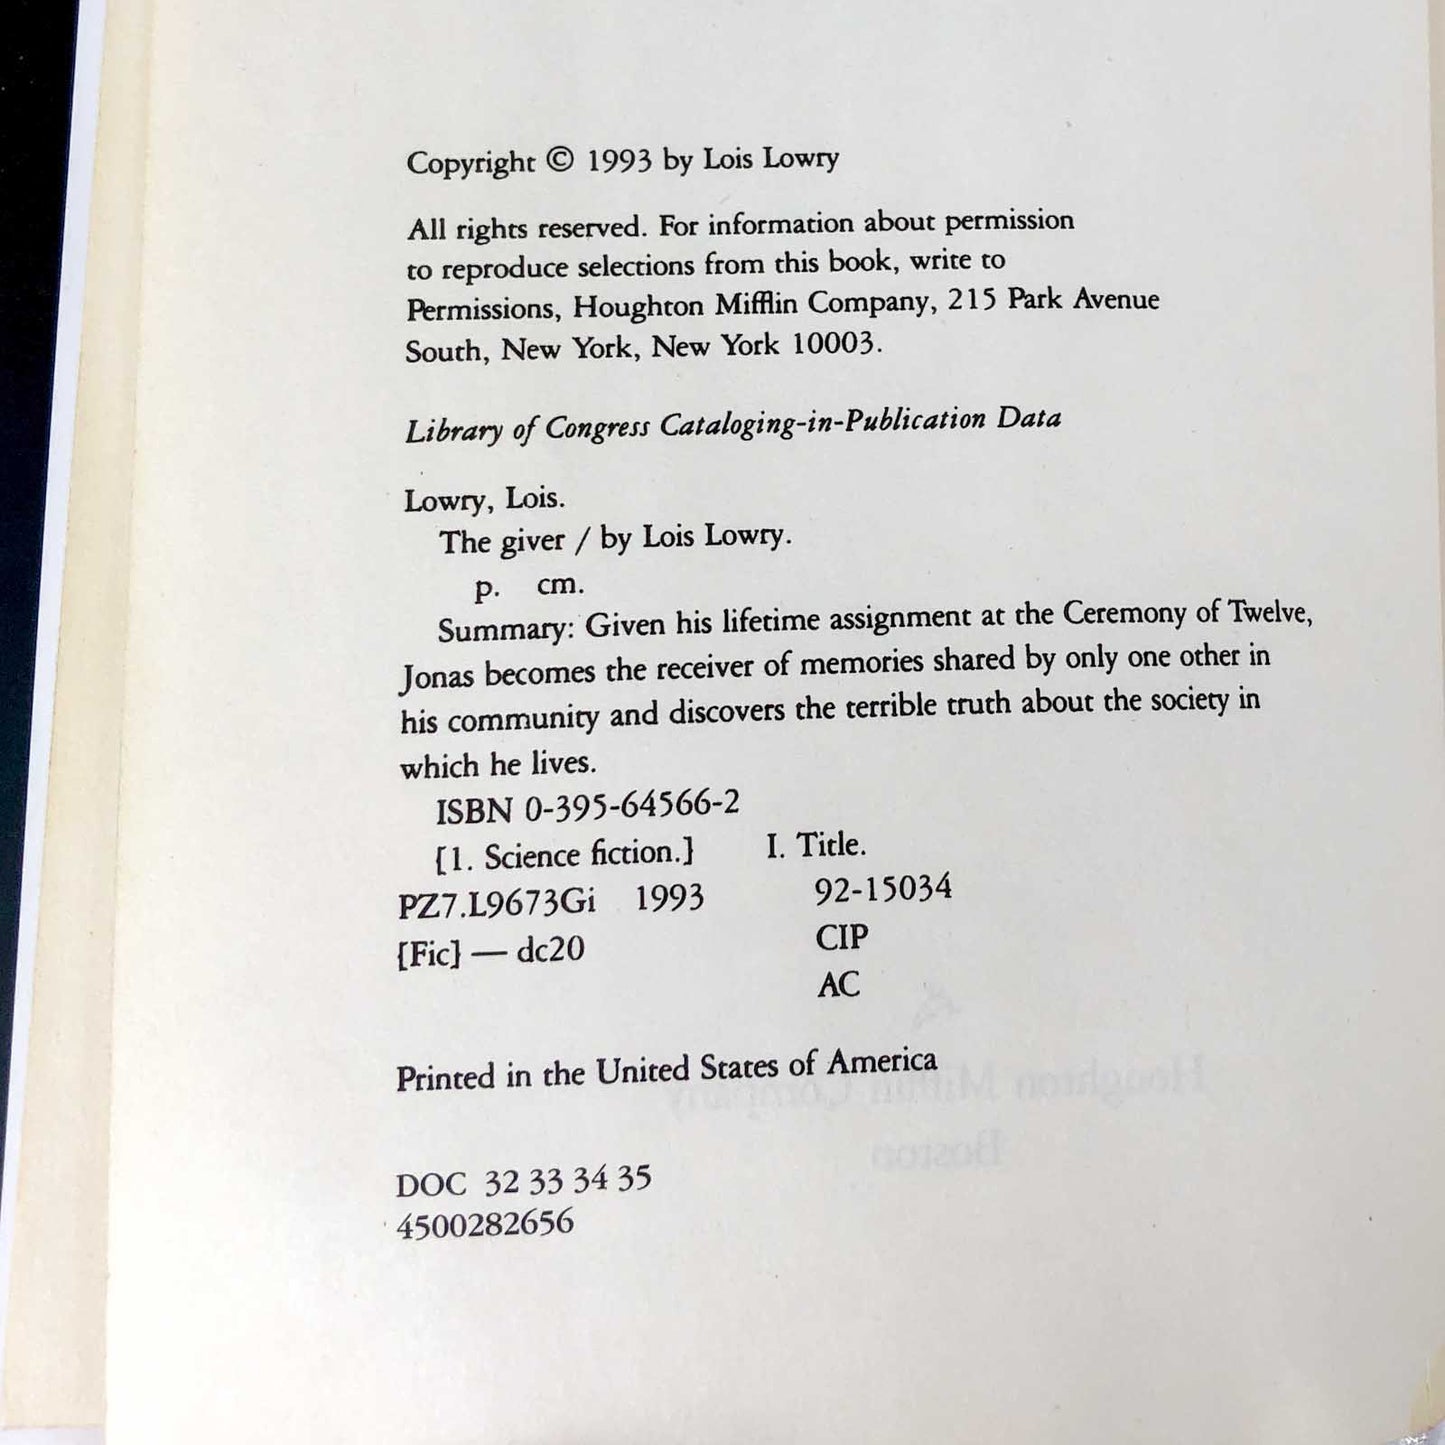 Copyright © 1993 by Lois Lowry
All rights reserved. For information about permission
to reproduce selections from this book, write to
Permissions, Houghton Mifflin Company, 215 Park Avenue
South, New York, New York 10003.
Library of Congress Cataloging-in-Publication Data
Lowry, Lois.
The giver / by Lois Lowry.
p. cm.
Summary: Given his lifetime assignment at the Ceremony of Twelve,
Jonas becomes the receiver of memories shared by only one other in
his community and discovers the terrible truth about the society in
which he lives.
ISBN 0-395-64566-2
[1. Science fiction.] I. Title.
PZ7.L9673Gi 1993 92-15034
[Fic] — dc20 CIP
AC
Printed in the United States of America
Houghton Mifflin Company
Boston
DOC 32 33 34 35
4500282656